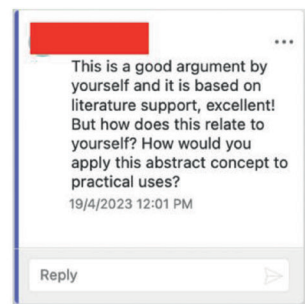 This is a good argument by
yourself and it is based on
literature support, excellent!
But how does this relate to
yourself? How would you
apply this abstract concept to
practical uses?
19/4/2023 12:01 PM
Reply